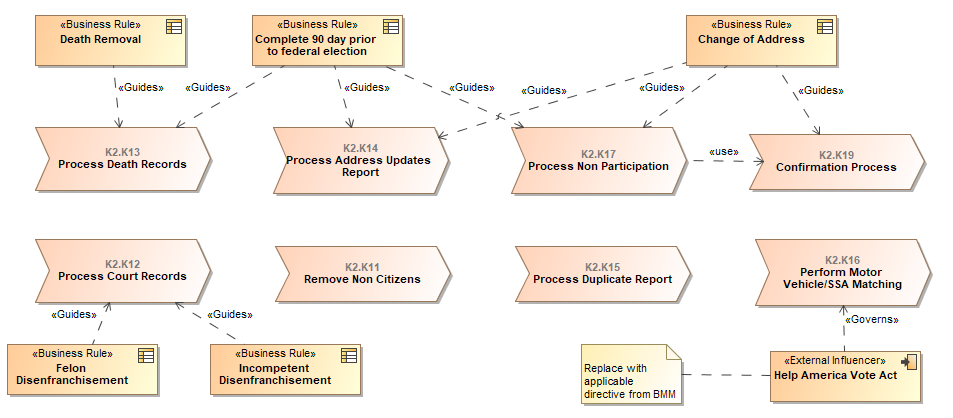 «Business Rule»
Death Removal
«Business Rule»
Complete 90 day prior
to federal election
«Business Rule»
Change of Address
«Guides»
«Guides»
«Guides»
«Guides»
«Guides»
«Guides»
K2.K13
Process Death Records
K2.K14
Process Address Updates
Report
K2.K17
Process Non Participation
«use»
K2.K19
Confirmation Process
K2.K12
Process Court Records
K2.K11
Remove Non Citizens
K2.K15
Process Duplicate Report
K2.K16
Perform Motor
Vehicle/SSA Matching
«Guides»
«Guides»
«Governs»
«Business Rule»
Felon
Disenfranchisement
«Business Rule»
Incompetent
Disenfranchisement
Replace with
applicable
directive from BMM
«External Influencer»
Help America Vote Act